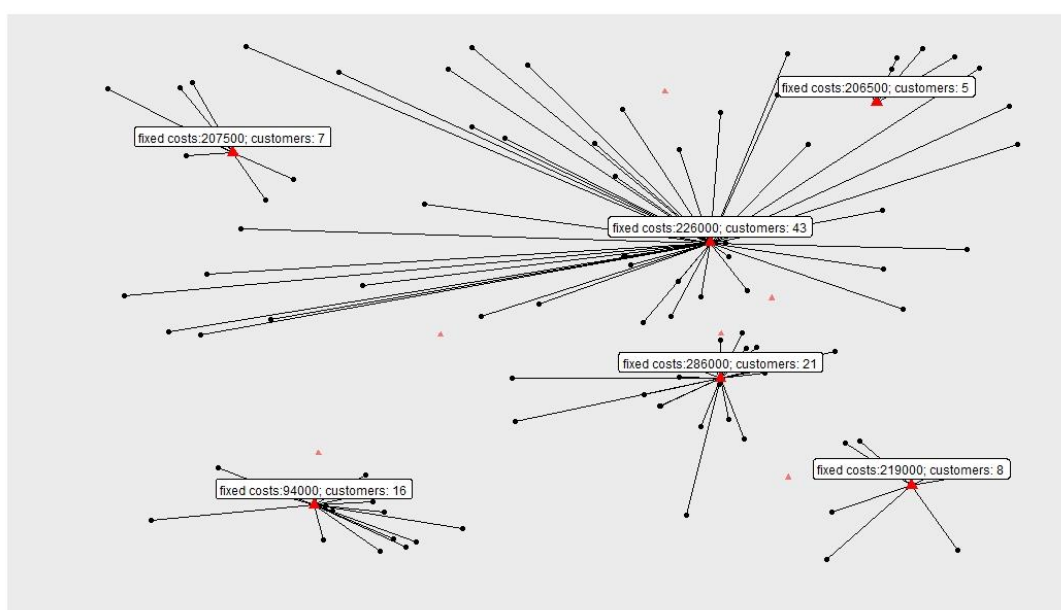 fixed costs:206500; customers: 5
fixed costs:207500; customers: 7
fixed costs:226000; customers: 43
fixed costs:286000; customers: 21
fixed costs:219000; customers: 8
fixed costs:94000; customers: 16